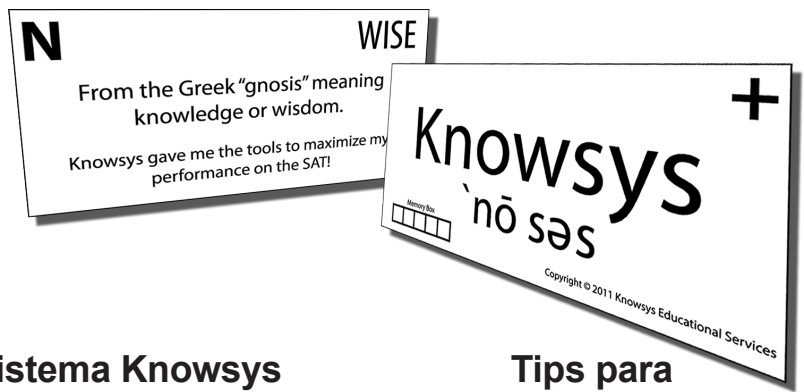 N
WISE
From the Greek “gnosis” meaning
knowledge or wisdom.
Knowsys gave me the tools to maximize my
performance on the SAT!
+
Knowsys
`nō səs
Memory Box
Copyright © 2011 Knowsys Educational Services
Knowsys
Tips para